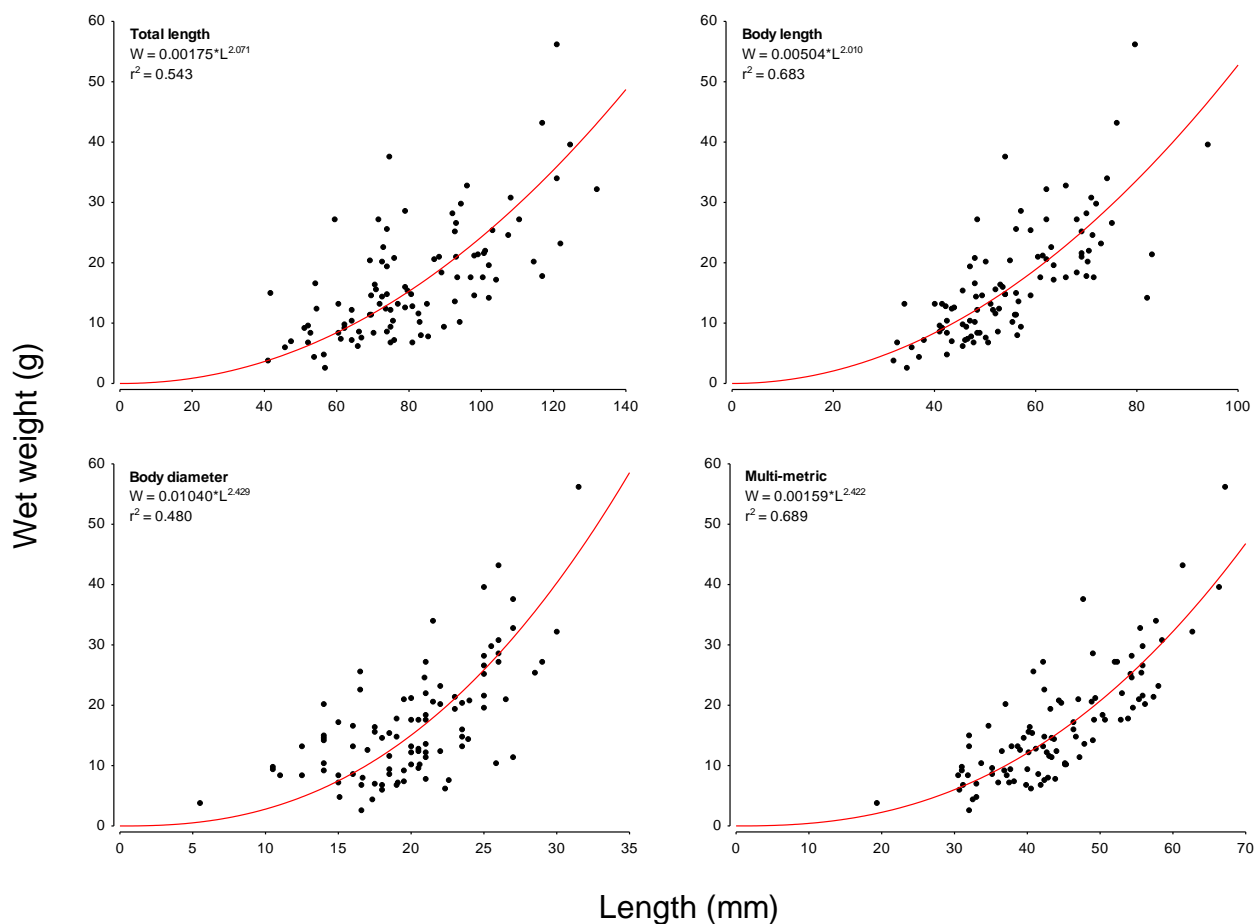 Total length
W = 0.00175*L^2.071
r² = 0.543
60
50
40
30
20
10
0
0 20 40 60 80 100 120 140
Body length
W = 0.00504*L^2.010
r² = 0.683
60
50
40
30
20
10
0
0 20 40 60 80 100
Wet weight (g)
Body diameter
W = 0.01040*L^2.429
r² = 0.480
60
50
40
30
20
10
0
0 5 10 15 20 25 30 35
Multi-metric
W = 0.00159*L^2.422
r² = 0.689
60
50
40
30
20
10
0
0 10 20 30 40 50 60 70
Length (mm)